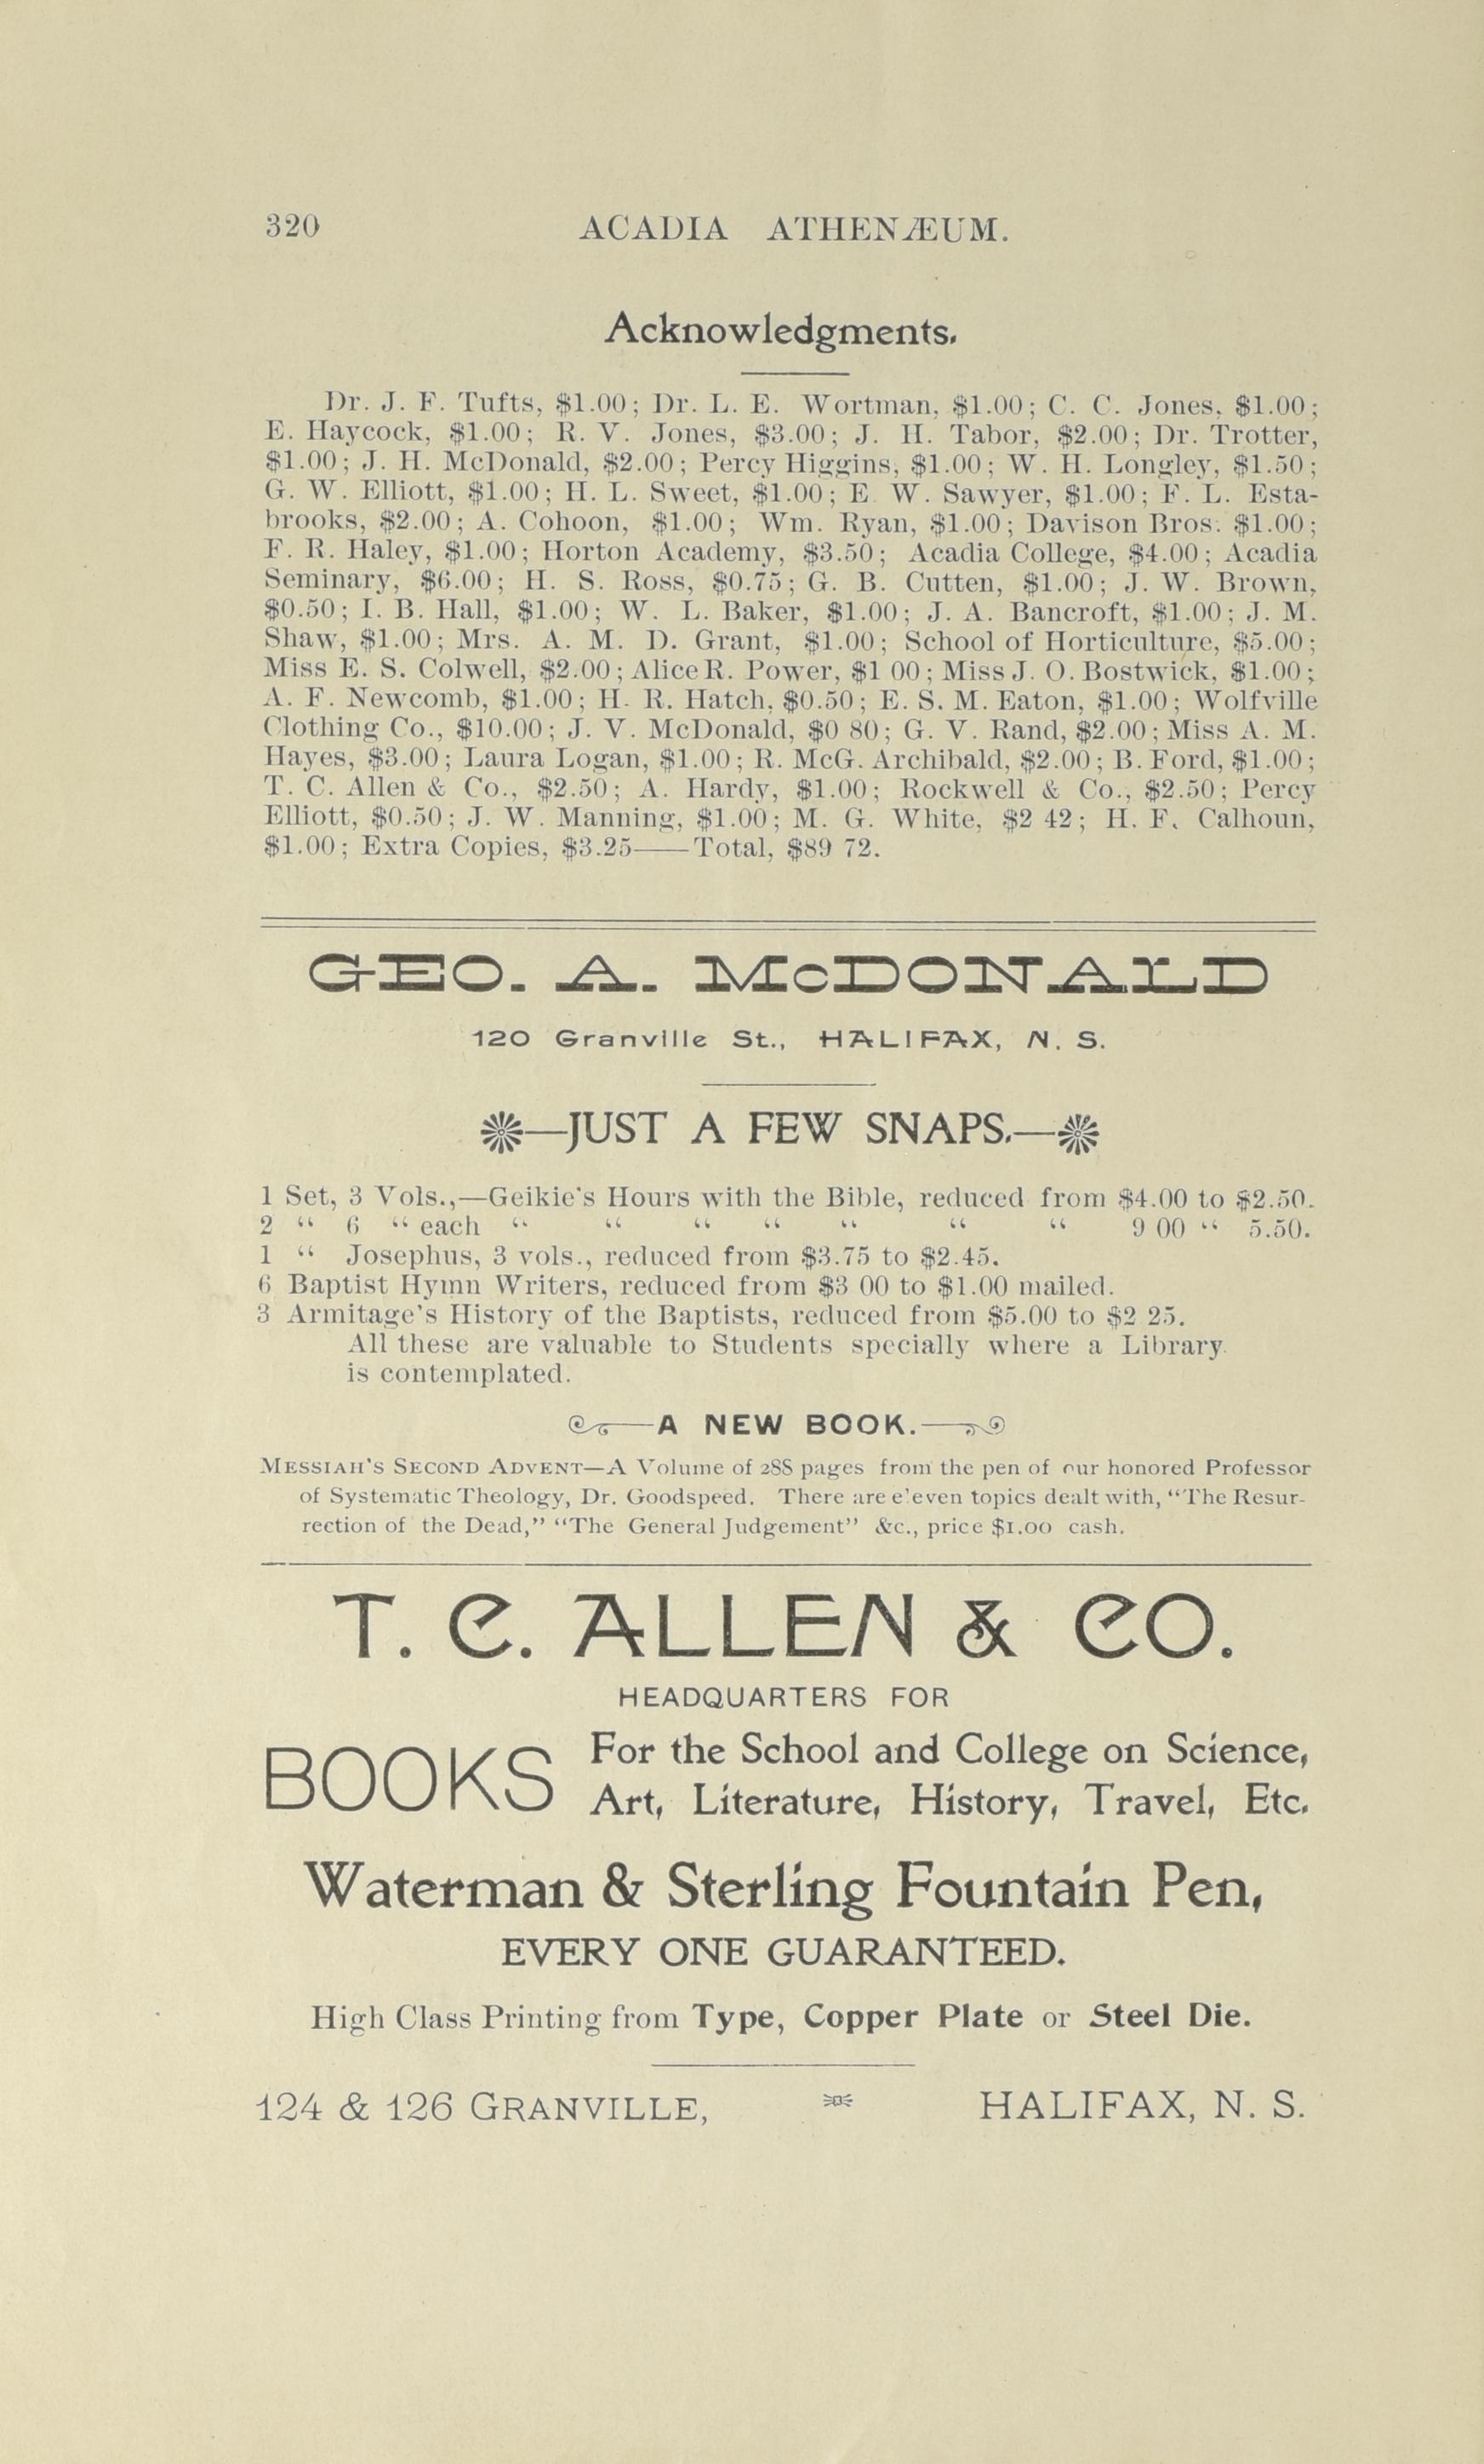 320 ACADIA ATHENÆUM.
Acknowledgments.
Dr. J. F. Tufts, $1.00; Dr. L. E. Wortman, $1.00; C. C. Jones, $1.00;
E. Haycock, $1.00; R. V. Jones, $3.00; J. H. Tabor, $2.00; Dr. Trotter,
$1.00; J. H. McDonald, $2.00; Percy Higgins, $1.00; W. H. Longley, $1.50;
G. W. Elliott, $1.00; H. L. Sweet, $1.00; E W. Sawyer, $1.00; F. L. Esta-
brooks, $2.00; A. Cohoon, $1.00; Wm. Ryan, $1.00; Davison Bros. $1.00;
F. R. Haley, $1.00; Horton Academy, $3.50; Acadia College, $4.00; Acadia
Seminary, $6.00; H. S. Ross, $0.75; G. B. Cutten, $1.00; J. W. Brown,
$0.50; I. B. Hall, $1.00; W. L. Baker, $1.00; J. A. Bancroft, $1.00; J. M.
Shaw, $1.00; Mrs. A. M. D. Grant, $1.00; School of Horticulture, $5.00;
Miss E. S. Colwell, $2.00; Alice R. Power, $1 00; Miss J. O. Bostwick, $1.00;
A. F. Newcomb, $1.00; H. R. Hatch, $0.50; E. S. M. Eaton, $1.00; Wolfville
Clothing Co., $10.00; J. V. McDonald, $0 80; G. V. Rand, $2.00; Miss A. M.
Hayes, $3.00; Laura Logan, $1.00; R. McG. Archibald, $2.00; B. Ford, $1.00;
T. C. Allen & Co., $2.50; A. Hardy, $1.00; Rockwell & Co., $2.50; Percy
Elliott, $0.50; J. W. Manning, $1.00; M. G. White, $2 42; H. F. Calhoun,
$1.00; Extra Copies, $3.25——Total, $89 72.
GEO. A. McDONALD
120 Granville St., HALIFAX, N. S.
—JUST A FEW SNAPS.—
1 Set, 3 Vols.,—Geikie's Hours with the Bible, reduced from $4.00 to $2.50.
2 “ 6 “ each “ “ “ “ “ “ “ 9 00 “ 5.50.
1 “ Josephus, 3 vols., reduced from $3.75 to $2.45.
6 Baptist Hymn Writers, reduced from $3 00 to $1.00 mailed.
3 Armitage's History of the Baptists, reduced from $5.00 to $2 25.
All these are valuable to Students specially where a Library
is contemplated.
—A NEW BOOK.—
MESSIAH'S SECOND ADVENT—A Volume of 288 pages from the pen of our honored Professor
of Systematic Theology, Dr. Goodspeed. There are eleven topics dealt with, “The Resur-
rection of the Dead,” “The General Judgement” &c., price $1.00 cash.
T. C. ALLEN & CO.
HEADQUARTERS FOR
BOOKS For the School and College on Science,
Art, Literature, History, Travel, Etc.
Waterman & Sterling Fountain Pen,
EVERY ONE GUARANTEED.
High Class Printing from Type, Copper Plate or Steel Die.
124 & 126 GRANVILLE, HALIFAX, N. S.